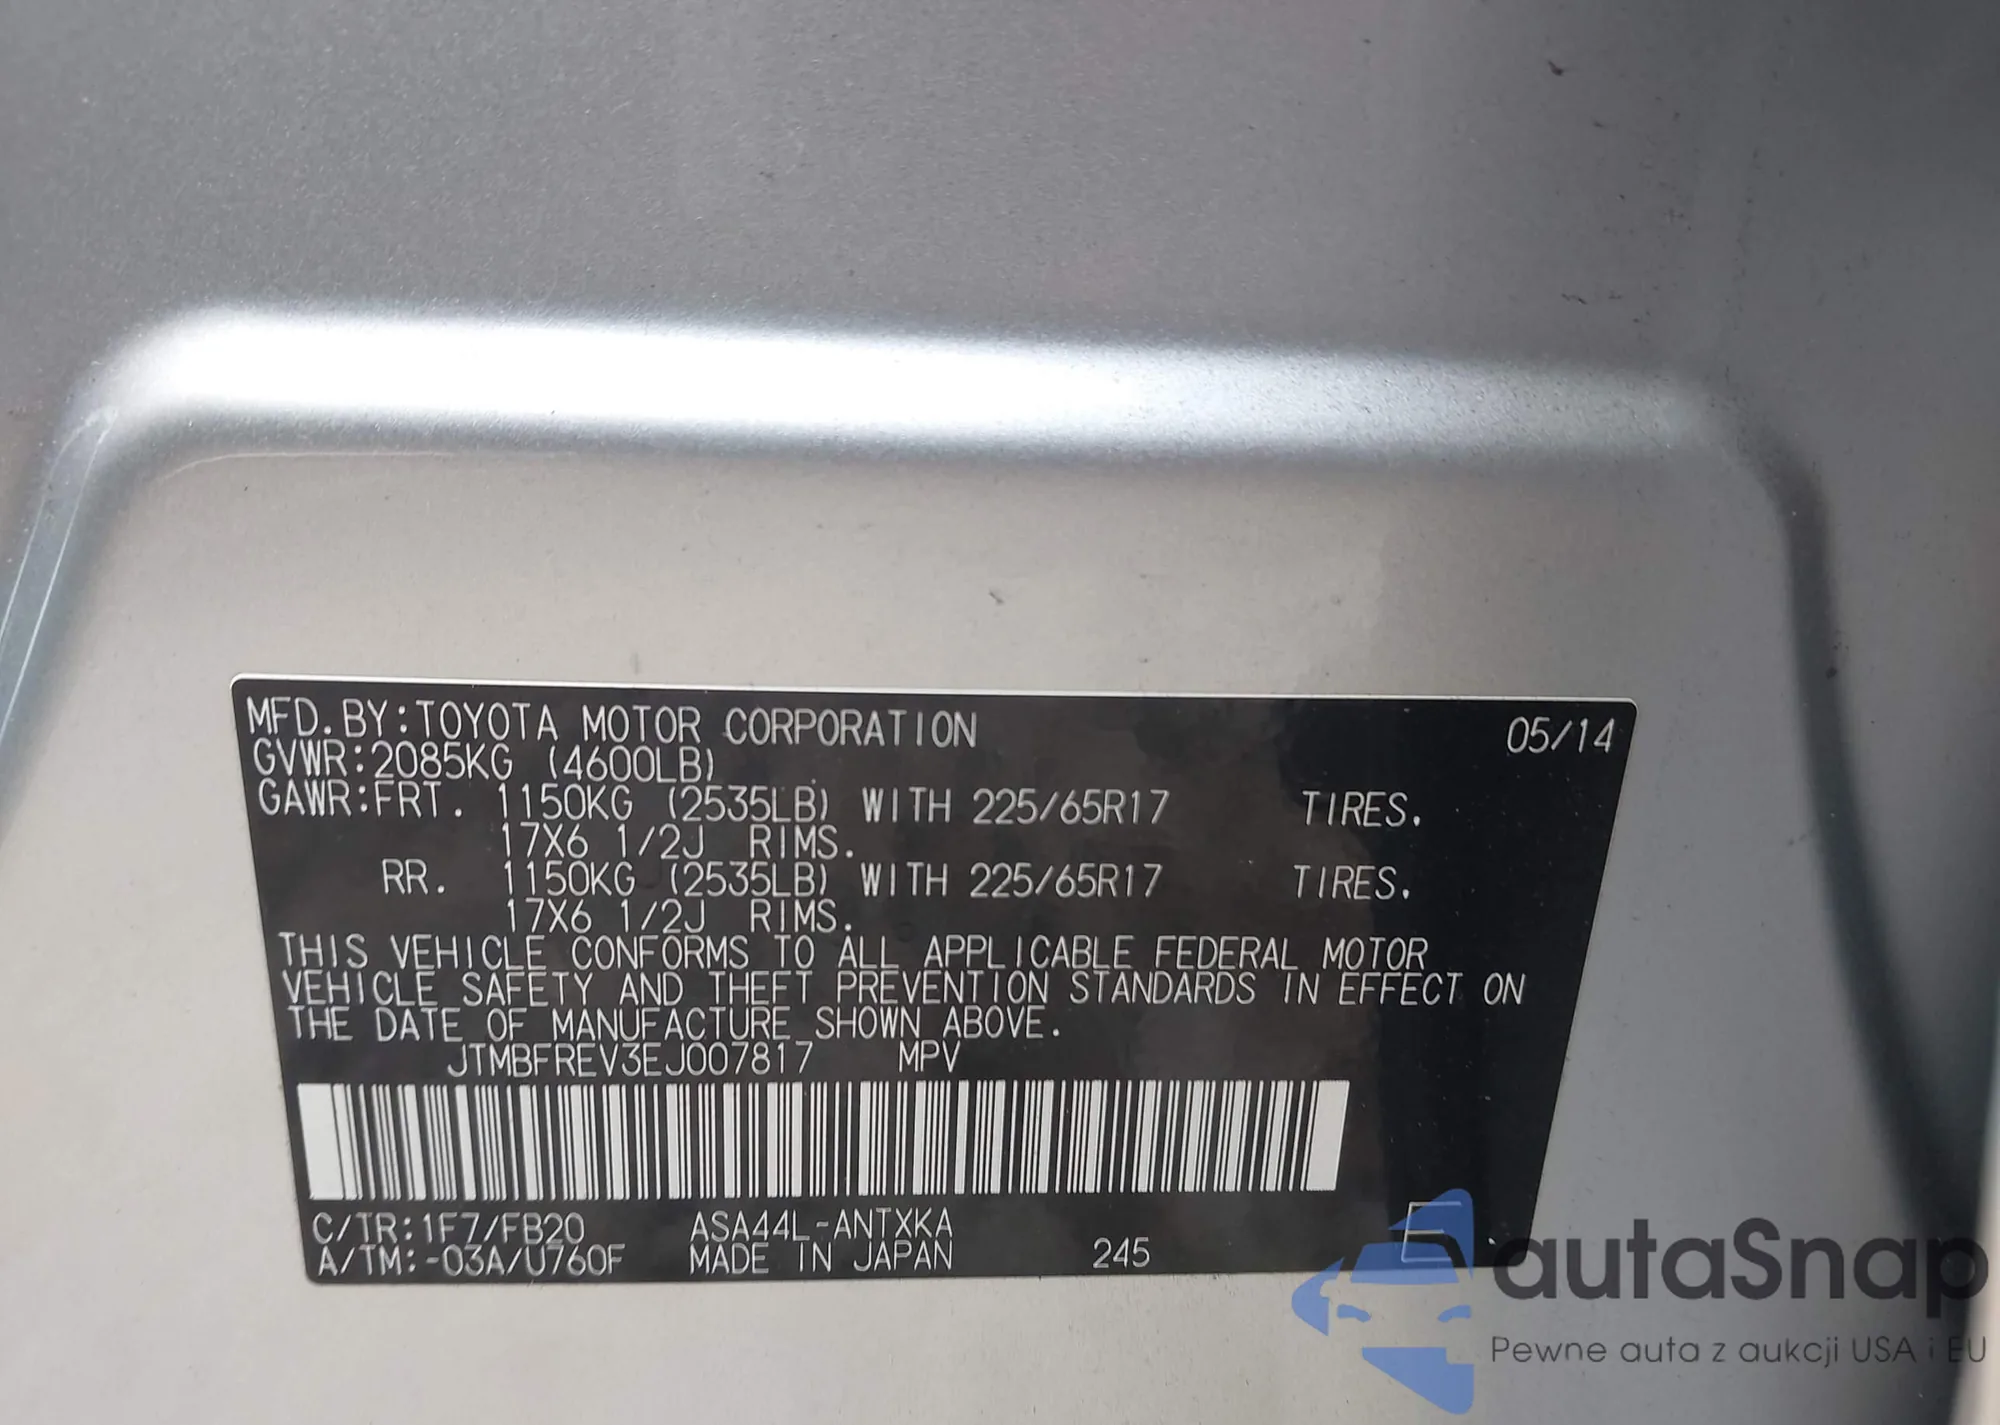 MFD.BY:TOYOTA MOTOR CORPORATION 05/14
GVWR:2085KG (4600LB)
GAWR:FRT. 1150KG (2535LB) WITH 225/65R17 TIRES.
17X6 1/2J RIMS.
RR. 1150KG (2535LB) WITH 225/65R17 TIRES.
17X6 1/2J RIMS.
THIS VEHICLE CONFORMS TO ALL APPLICABLE FEDERAL MOTOR
VEHICLE SAFETY AND THEFT PREVENTION STANDARDS IN EFFECT ON
THE DATE OF MANUFACTURE SHOWN ABOVE.
JTMBFREV3EJ007817 MPV
C/TR:1F7/FB20 ASA44L-ANTXKA
A/TM:-03A/U760F MADE IN JAPAN 245 E
autaSnap
Pewne auta z aukcji USA i EU